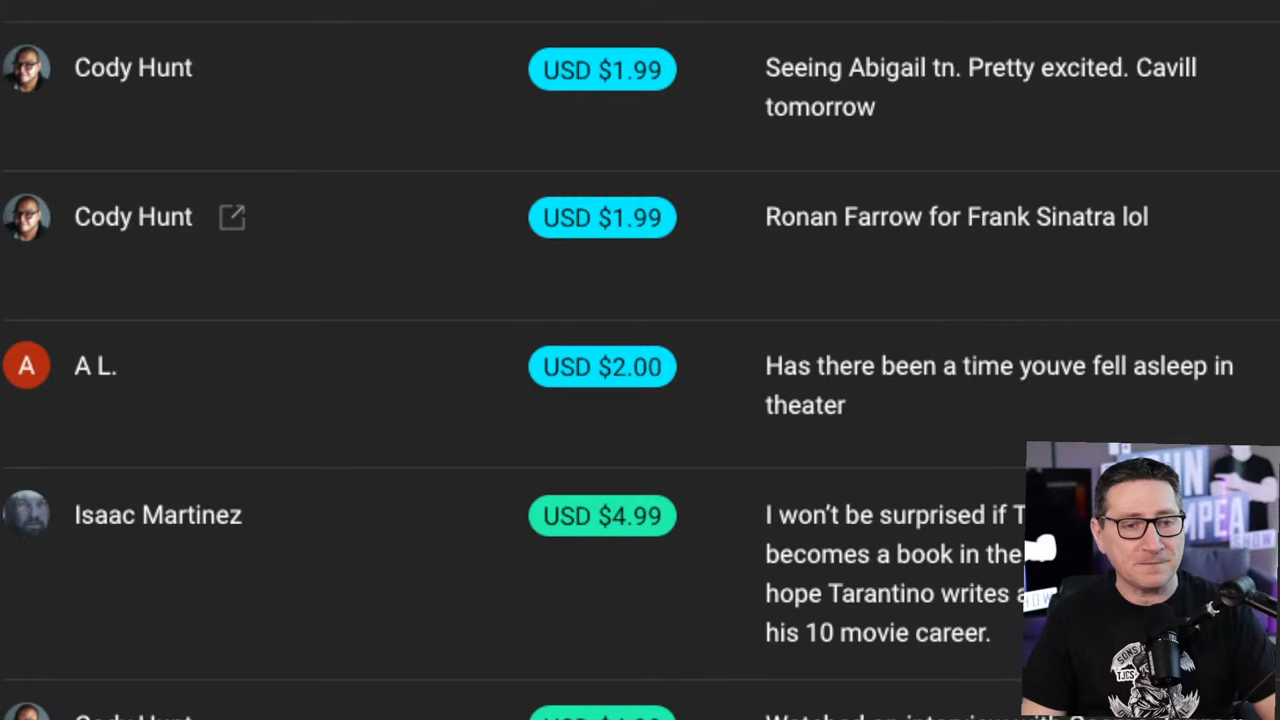 Cody Hunt
USD $1.99
Seeing Abigail tn. Pretty excited. Cavill
tomorrow
Cody Hunt
USD $1.99
Ronan Farrow for Frank Sinatra lol
A
A L.
USD $2.00
Has there been a time youve fell asleep in
theater
Isaac Martinez
USD $4.99
I won't be surprised if
becomes a book in the
hope Tarantino writes
his 10 movie career.
SONS
TJCS